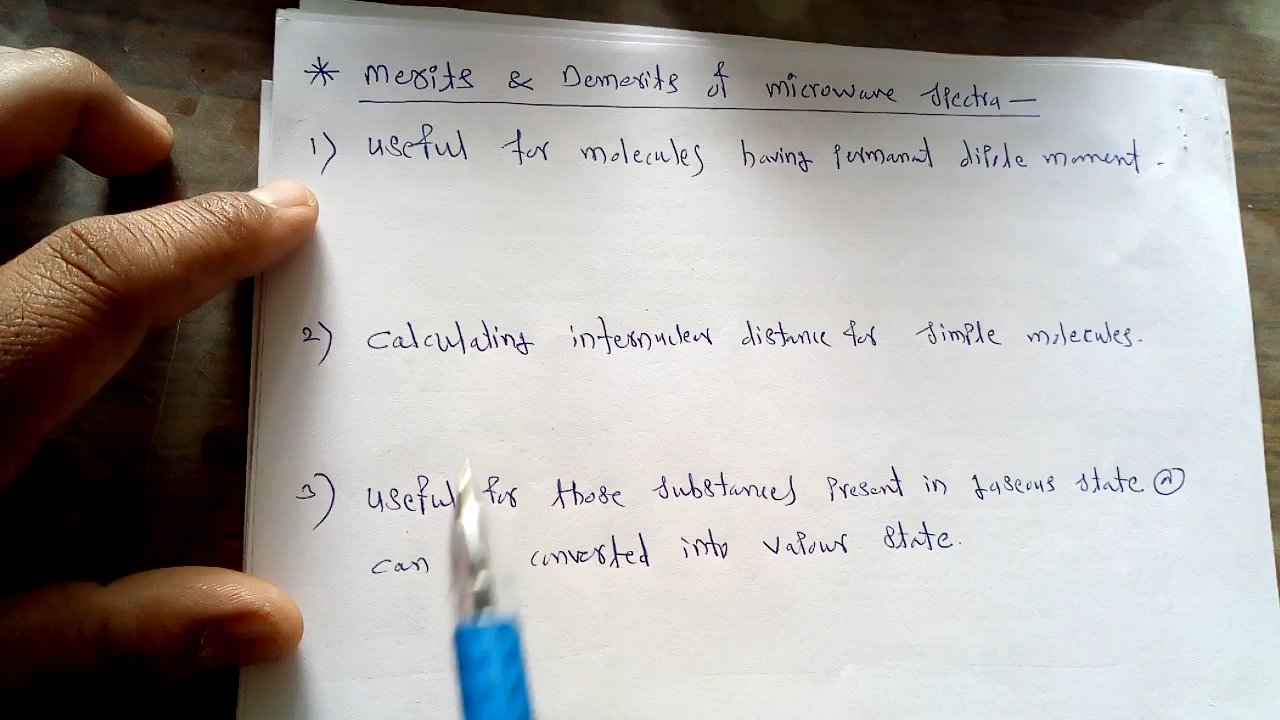 * Merits & Demerits of microwave spectra —
1) useful for molecules having permanat dipole moment.
2) calculating internuclear distance for simple molecules.
3) useful for those substances present in gaseous state
can converted into vapour state.